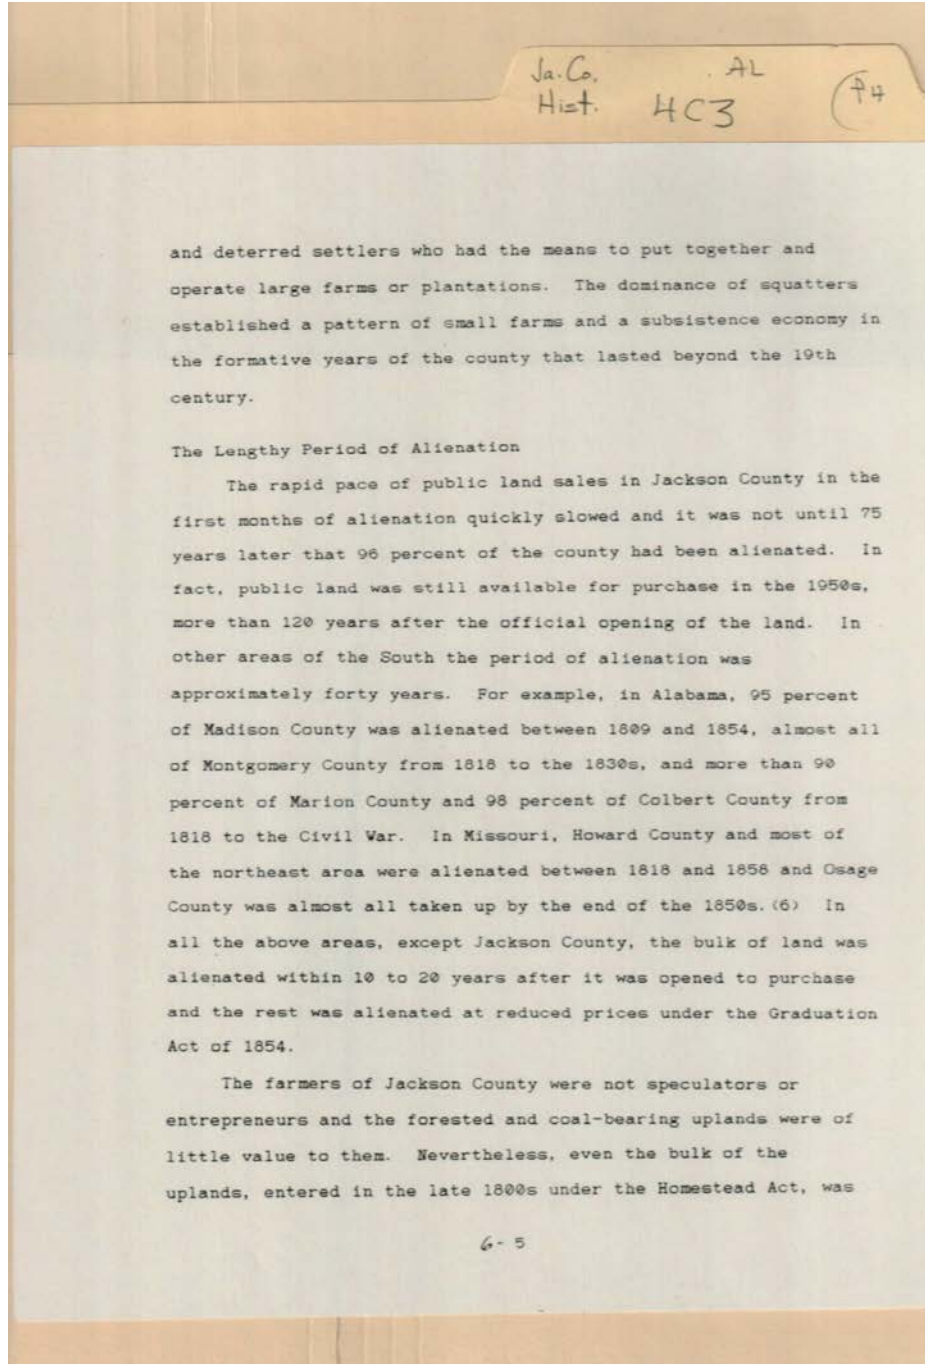 Ja. Co. AL
Hist. 4C3
and deterred settlers who had the means to put together and
operate large farms or plantations. The dominance of squatters
established a pattern of small farms and a subsistence economy in
the formative years of the county that lasted beyond the 19th
century.
The Lengthy Period of Alienation
The rapid pace of public land sales in Jackson County in the
first months of alienation quickly slowed and it was not until 75
years later that 96 percent of the county had been alienated. In
fact, public land was still available for purchase in the 1950s,
more than 120 years after the official opening of the land. In
other areas of the South the period of alienation was
approximately forty years. For example, in Alabama, 95 percent
of Madison County was alienated between 1809 and 1854, almost all
of Montgomery County from 1818 to the 1830s, and more than 90
percent of Marion County and 98 percent of Colbert County from
1818 to the Civil War. In Missouri, Howard County and most of
the northeast area were alienated between 1818 and 1858 and Osage
County was almost all taken up by the end of the 1850s.(6) In
all the above areas, except Jackson County, the bulk of land was
alienated within 10 to 20 years after it was opened to purchase
and the rest was alienated at reduced prices under the Graduation
Act of 1854.
The farmers of Jackson County were not speculators or
entrepreneurs and the forested and coal-bearing uplands were of
little value to them. Nevertheless, even the bulk of the
uplands, entered in the late 1800s under the Homestead Act, was
6- 5